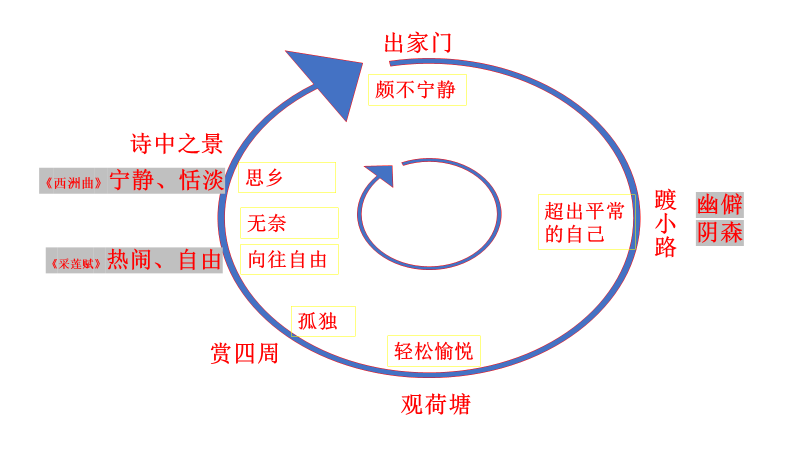 出家门
颇不宁静
诗中之景
《西洲曲》宁静、恬淡
思乡
无奈
《采莲赋》热闹、自由
向往自由
超出平常
的自己
踱小路
幽僻
阴森
孤独
赏四周
轻松愉悦
观荷塘